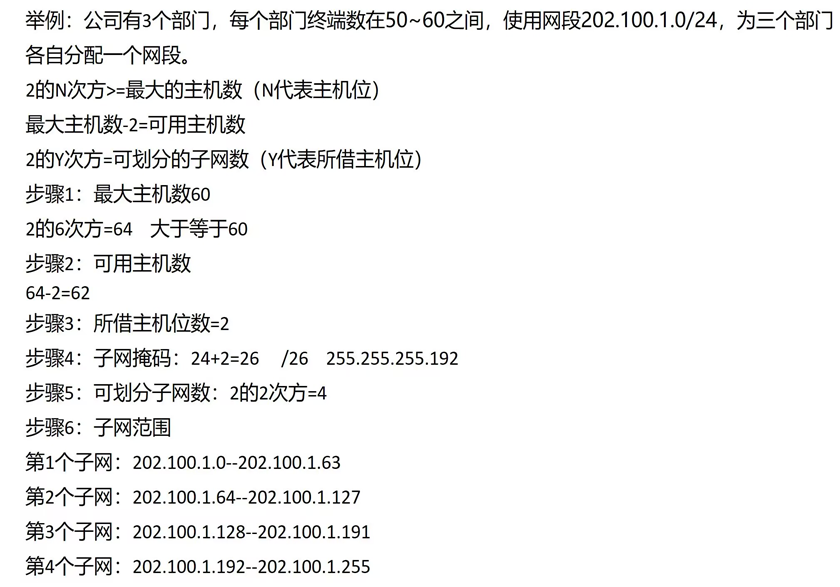 举例：公司有3个部门，每个部门终端数在50~60之间，使用网段202.100.1.0/24，为三个部门
各自分配一个网段。
2的N次方>=最大的主机数（N代表主机位）
最大主机数-2=可用主机数
2的Y次方=可划分的子网数（Y代表所借主机位）
步骤1：最大主机数60
2的6次方=64 大于等于60
步骤2：可用主机数
64-2=62
步骤3：所借主机位数=2
步骤4：子网掩码：24+2=26 /26 255.255.255.192
步骤5：可划分子网数：2的2次方=4
步骤6：子网范围
第1个子网：202.100.1.0--202.100.1.63
第2个子网：202.100.1.64--202.100.1.127
第3个子网：202.100.1.128--202.100.1.191
第4个子网：202.100.1.192--202.100.1.255